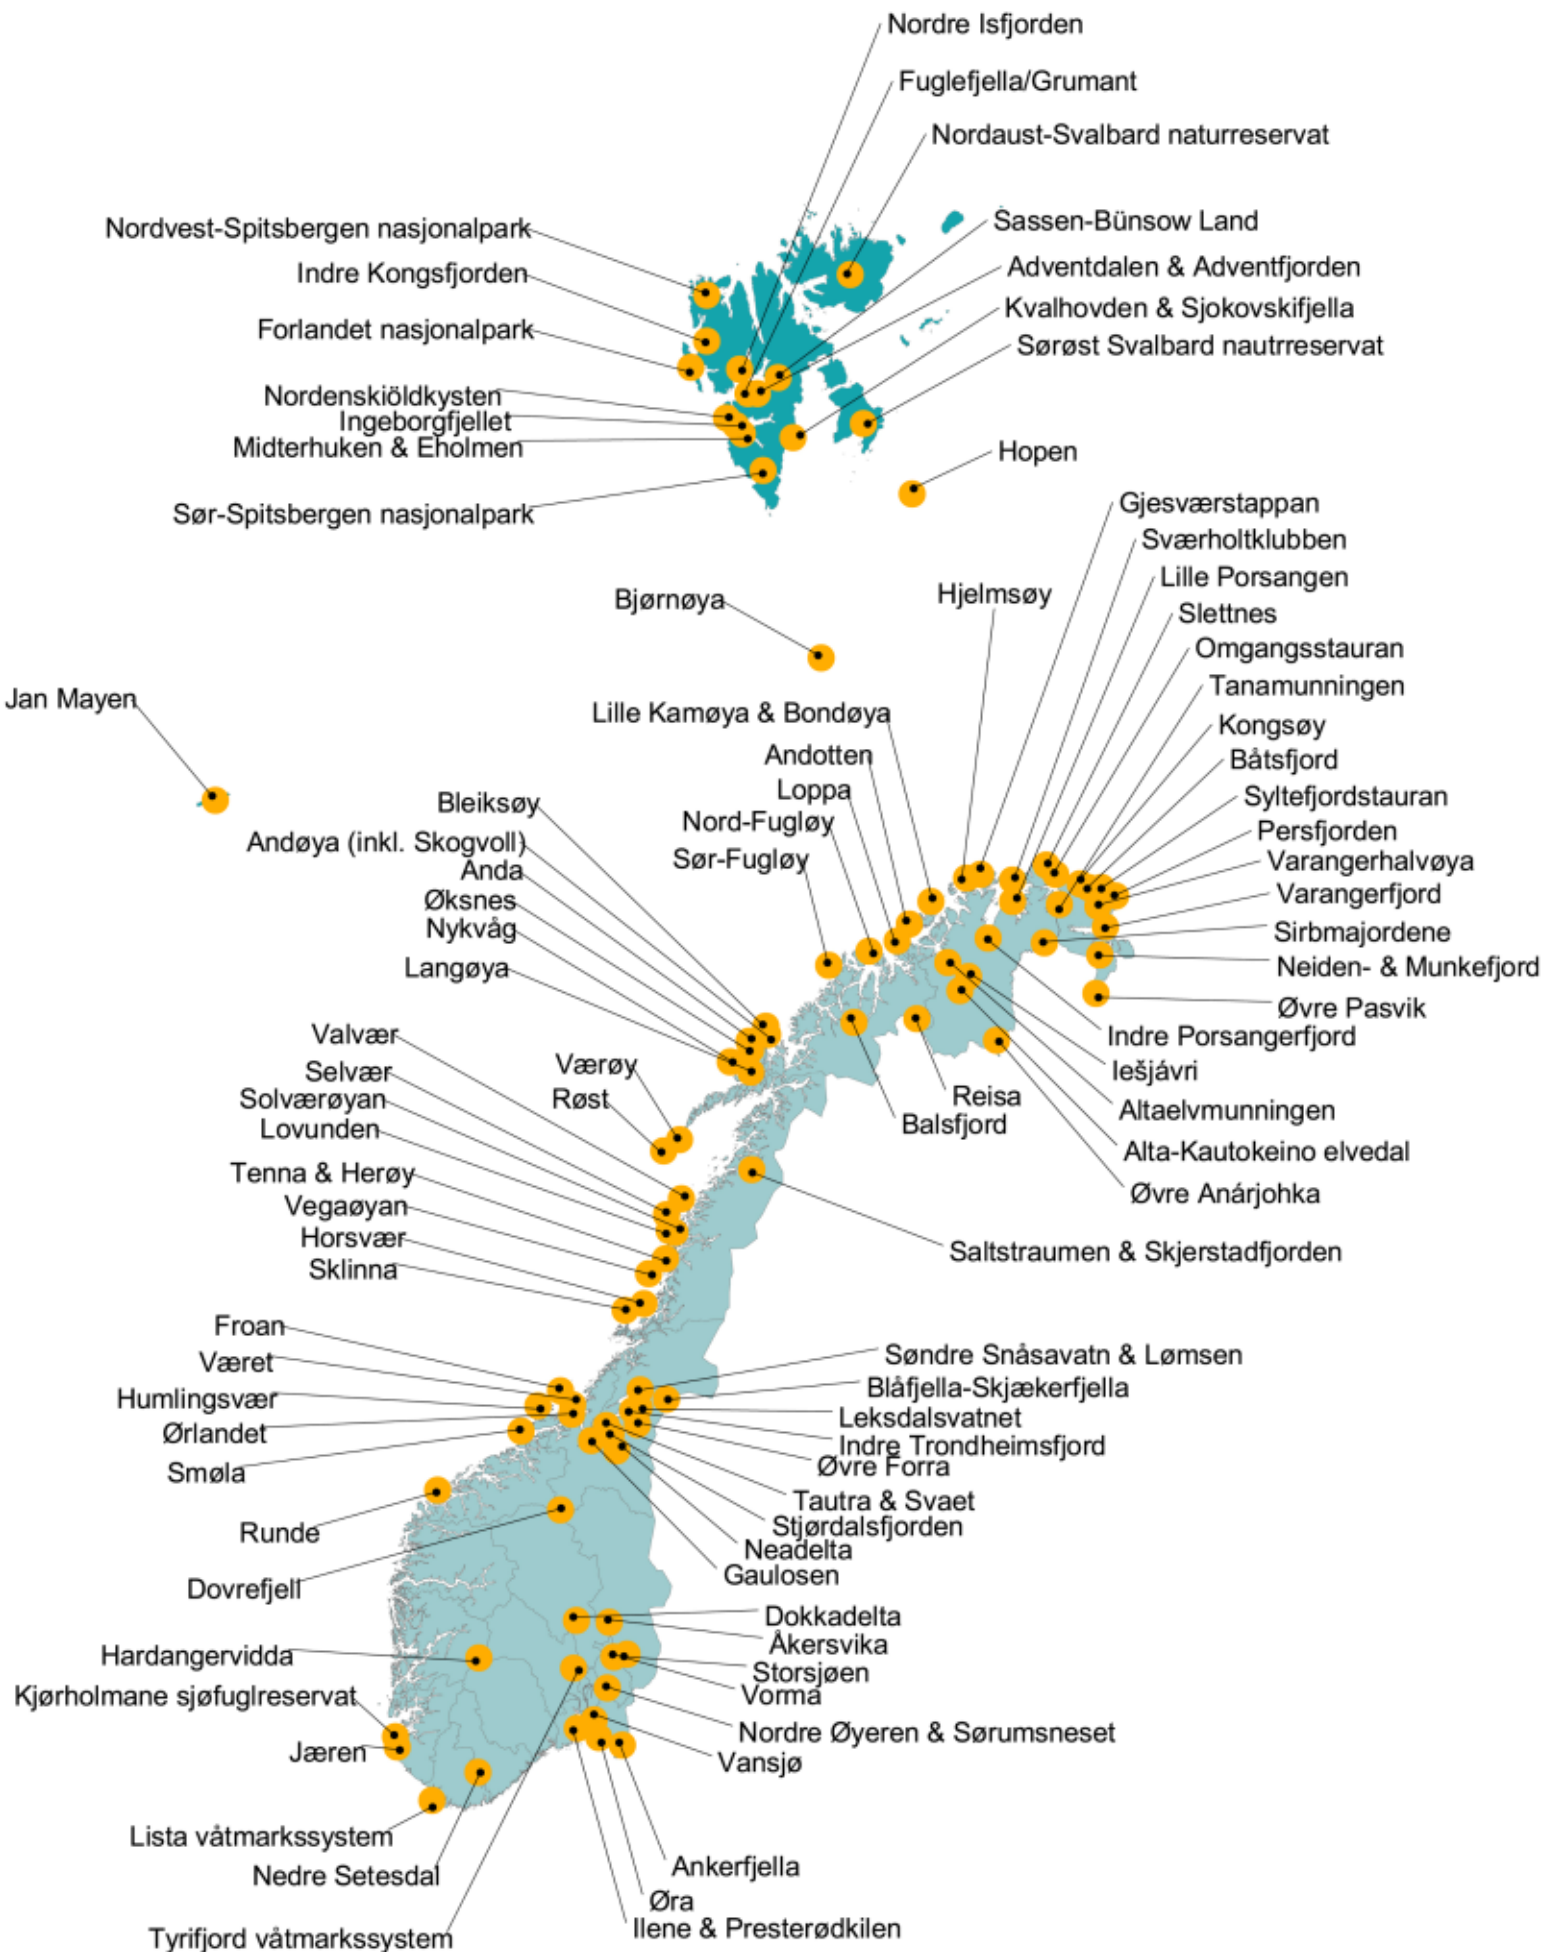 Nordre Isfjorden
Fuglefjella/Grumant
Nordaust-Svalbard naturreservat
Sassen-Bünsow Land
Nordvest-Spitsbergen nasjonalpark
Adventdalen & Adventfjorden
Indre Kongsfjorden
Kvalhovden & Sjokovskifjella
Forlandet nasjonalpark
Sørøst Svalbard nautrreservat
Nordenskiöldkysten
Ingeborgfjellet
Midterhuken & Eholmen
Hopen
Sør-Spitsbergen nasjonalpark
Gjesværstappan
Sværholtklubben
Lille Porsangen
Hjelmsøy
Bjørnøya
Slettnes
Omgangsstauran
Tanamunningen
Jan Mayen
Lille Kamøya & Bondøya
Kongsøy
Andotten
Båtsfjord
Loppa
Syltefjordstauran
Bleiksøy
Nord-Fugløy
Persfjorden
Andøya (inkl. Skogvoll)
Sør-Fugløy
Varangerhalvøya
Anda
Varangerfjord
Øksnes
Nykvåg
Sirbmajordene
Langøya
Neiden- & Munkefjord
Øvre Pasvik
Valvær
Indre Porsangerfjord
Værøy
Selvær
Iešjávri
Røst
Solværøyan
Reisa
Altaelvmunningen
Lovunden
Balsfjord
Alta-Kautokeino elvedal
Tenna & Herøy
Øvre Anárjohka
Vegaøyan
Horsvær
Saltstraumen & Skjerstadfjorden
Sklinna
Froan
Søndre Snåsavatn & Lømsen
Været
Blåfjella-Skjækerfjella
Humlingsvær
Leksdalsvatnet
Ørlandet
Indre Trondheimsfjord
Øvre Forra
Smøla
Tautra & Svaet
Stjørdalsfjorden
Runde
Neadelta
Gaulosen
Dovrefjell
Dokkadelta
Åkersvika
Hardangervidda
Storsjøen
Vorma
Kjørholmane sjøfuglreservat
Nordre Øyeren & Sørumsneset
Jæren
Vansjø
Lista våtmarkssystem
Ankerfjella
Nedre Setesdal
Øra
Ilene & Presterødkilen
Tyrifjord våtmarkssystem